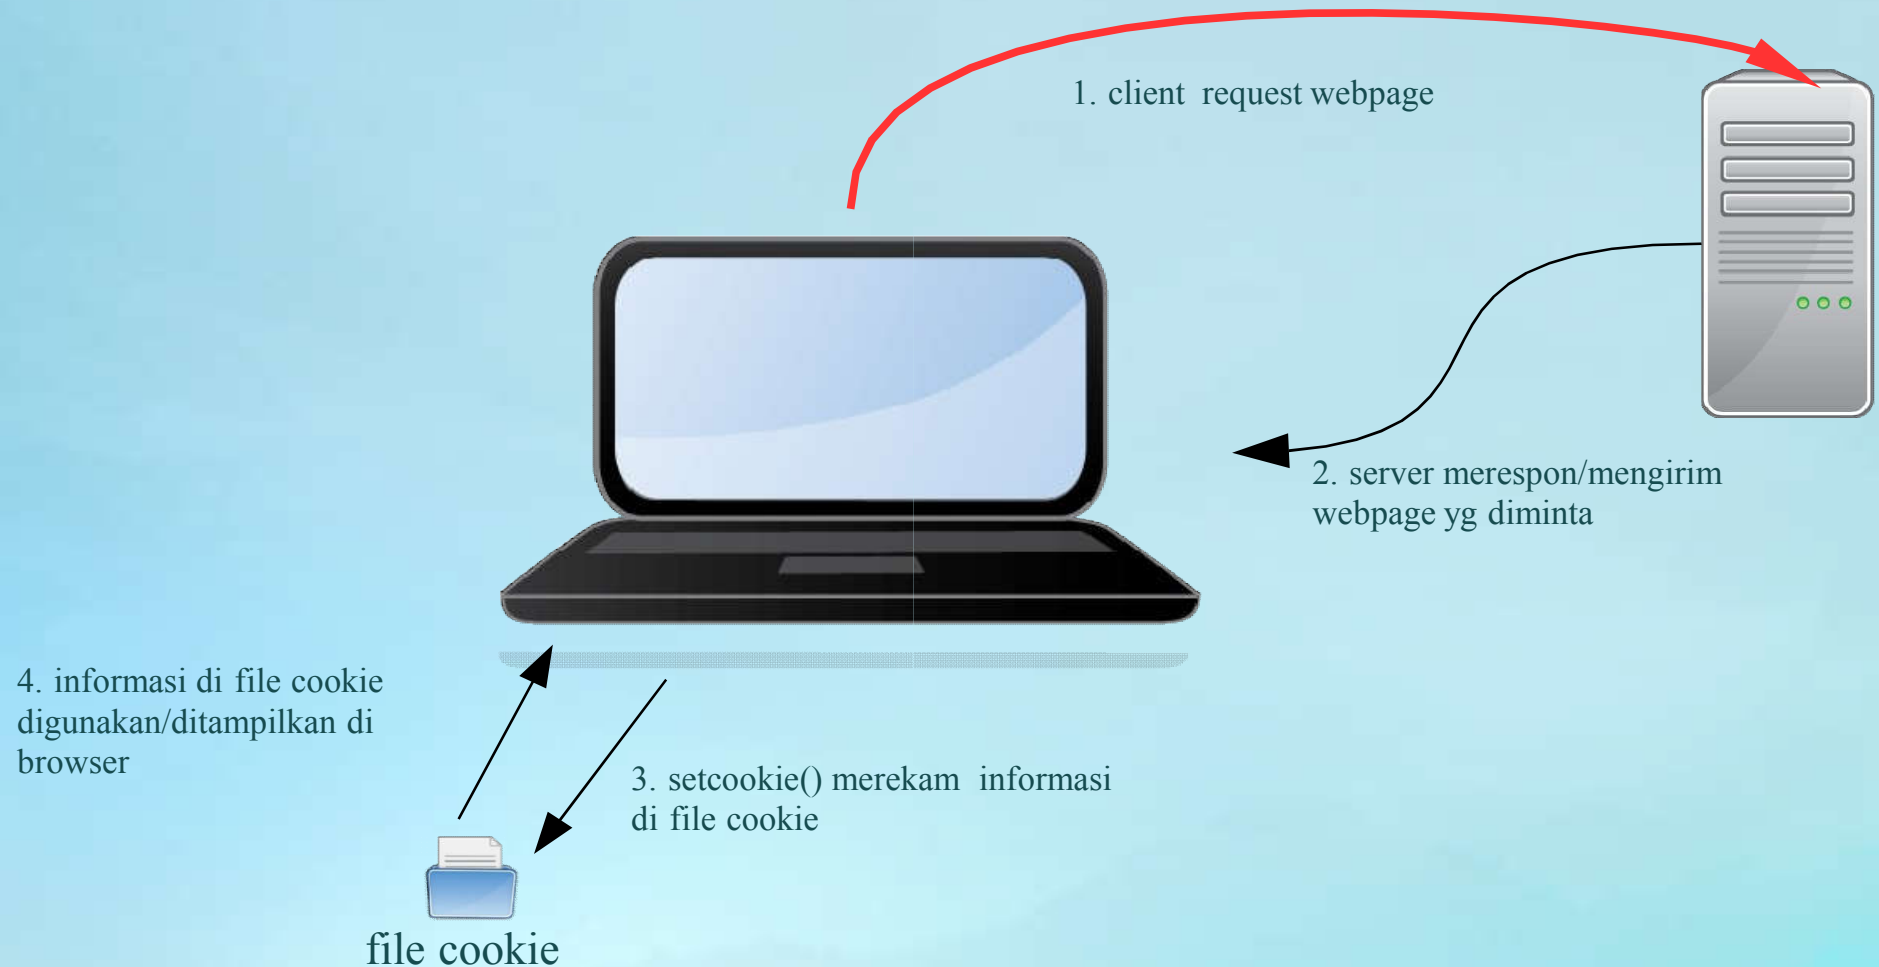 1. client request webpage
2. server merespon/mengirim
webpage yg diminta
3. setcookie() merekam informasi
di file cookie
4. informasi di file cookie
digunakan/ditampilkan di
browser
file cookie